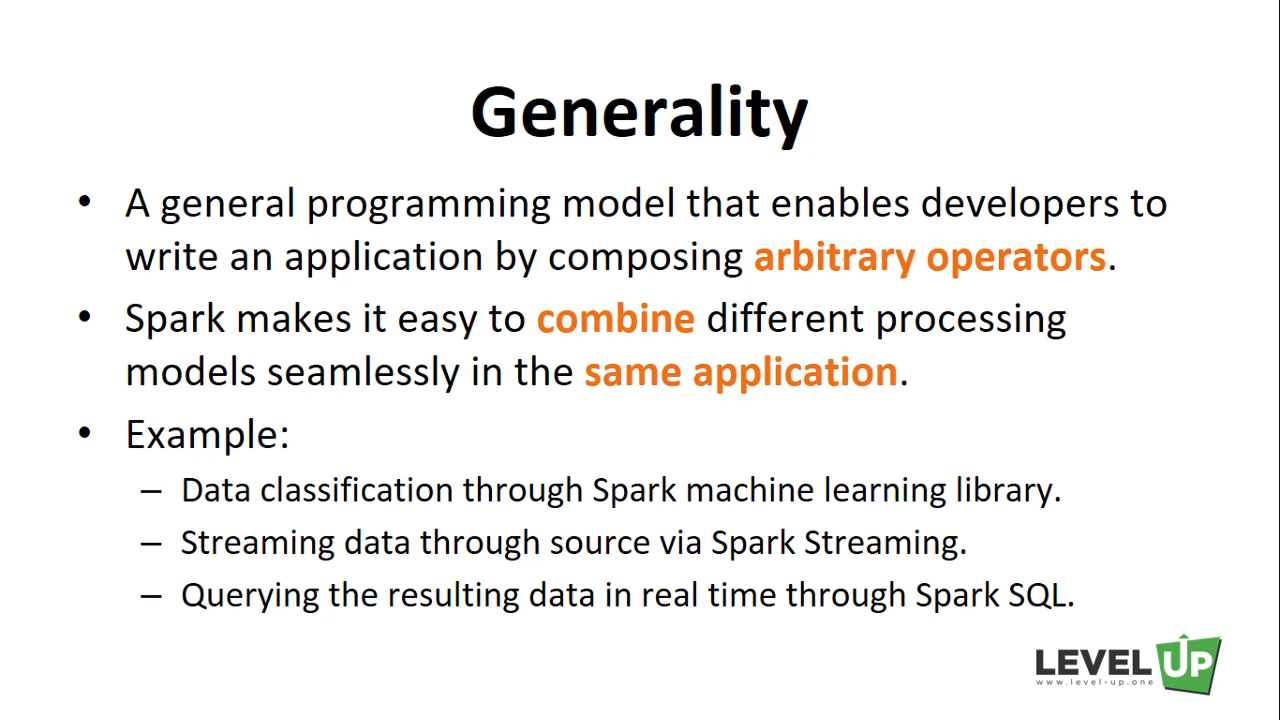 Generality
• A general programming model that enables developers to
write an application by composing arbitrary operators.
• Spark makes it easy to combine different processing
models seamlessly in the same application.
• Example:
– Data classification through Spark machine learning library.
– Streaming data through source via Spark Streaming.
– Querying the resulting data in real time through Spark SQL.
LEVEL UP
www.level-up.one